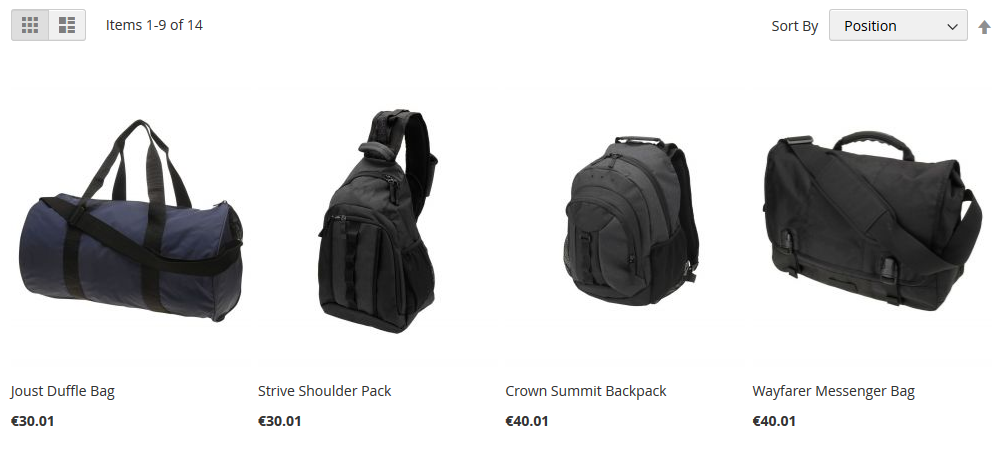 Items 1-9 of 14
Sort By Position
Joust Duffle Bag
€30.01
Strive Shoulder Pack
€30.01
Crown Summit Backpack
€40.01
Wayfarer Messenger Bag
€40.01